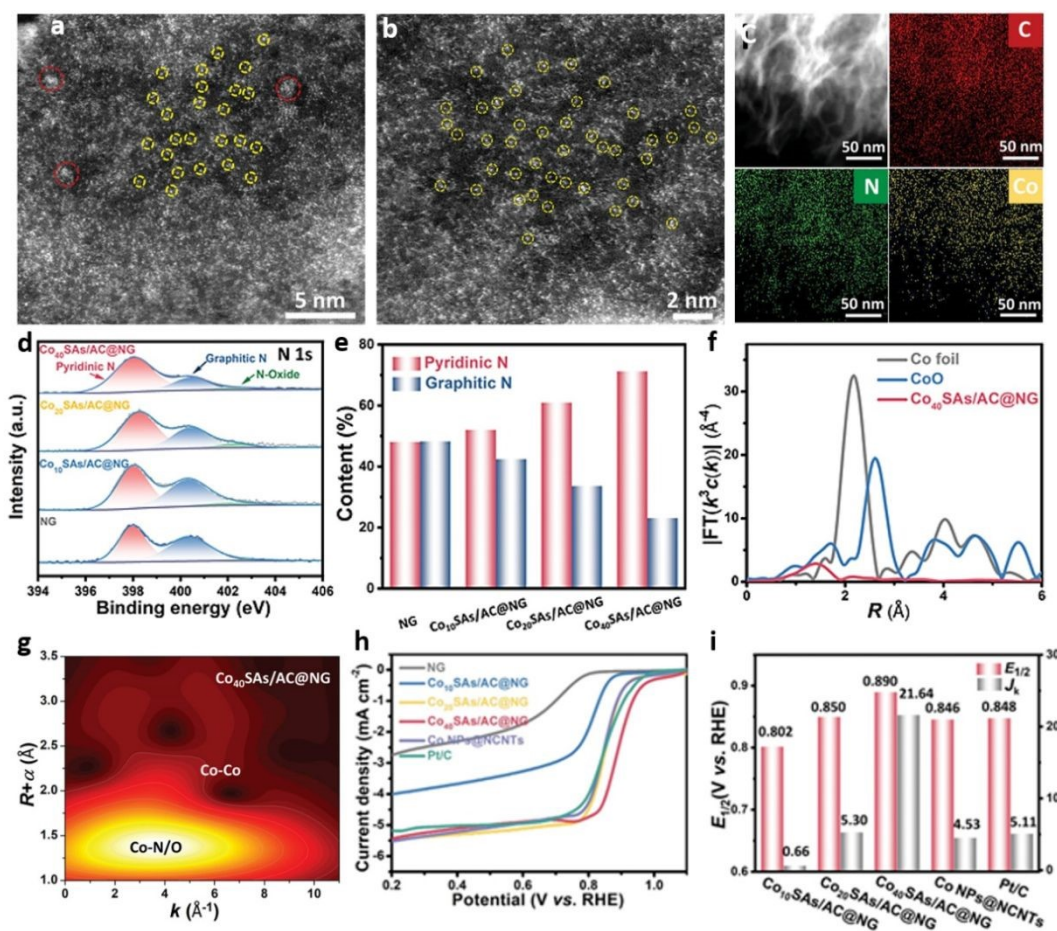 a
5 nm
b
2 nm
C
C
50 nm
50 nm
N
Co
50 nm
50 nm
d
Co₄₀SAs/AC@NG
N 1s
Pyridinic N
Graphitic N
N-Oxide
Co₂₀SAs/AC@NG
Co₁₀SAs/AC@NG
NG
Intensity (a.u.)
394 396 398 400 402 404 406
Binding energy (eV)
e
Pyridinic N
Graphitic N
Content (%)
80
60
40
20
0
NG Co₁₀SAs/AC@NG Co₂₀SAs/AC@NG Co₄₀SAs/AC@NG
f
Co foil
CoO
Co₄₀SAs/AC@NG
|FT(k³c(k))| (Å⁻⁴)
30
20
10
0
0 2 4 6
R (Å)
g
Co₄₀SAs/AC@NG
Co-Co
Co-N/O
R+α (Å)
3.5
3.0
2.5
2.0
1.5
1.0
0 2 4 6 8 10
k (Å⁻¹)
h
NG
Co₁₀SAs/AC@NG
Co₂₀SAs/AC@NG
Co₄₀SAs/AC@NG
Co NPs@NCNTs
Pt/C
Current density (mA cm⁻²)
0
-1
-2
-3
-4
-5
-6
0.2 0.4 0.6 0.8 1.0
Potential (V vs. RHE)
i
E₁/₂
Jₖ
E₁/₂(V vs. RHE)
0.9
0.8
0.7
0.6
30
20
10
0
0.802
0.66
0.850
5.30
0.890
21.64
0.846
4.53
0.848
5.11
Co₁₀SAs/AC@NG
Co₂₀SAs/AC@NG
Co₄₀SAs/AC@NG
Co NPs@NCNTs
Pt/C